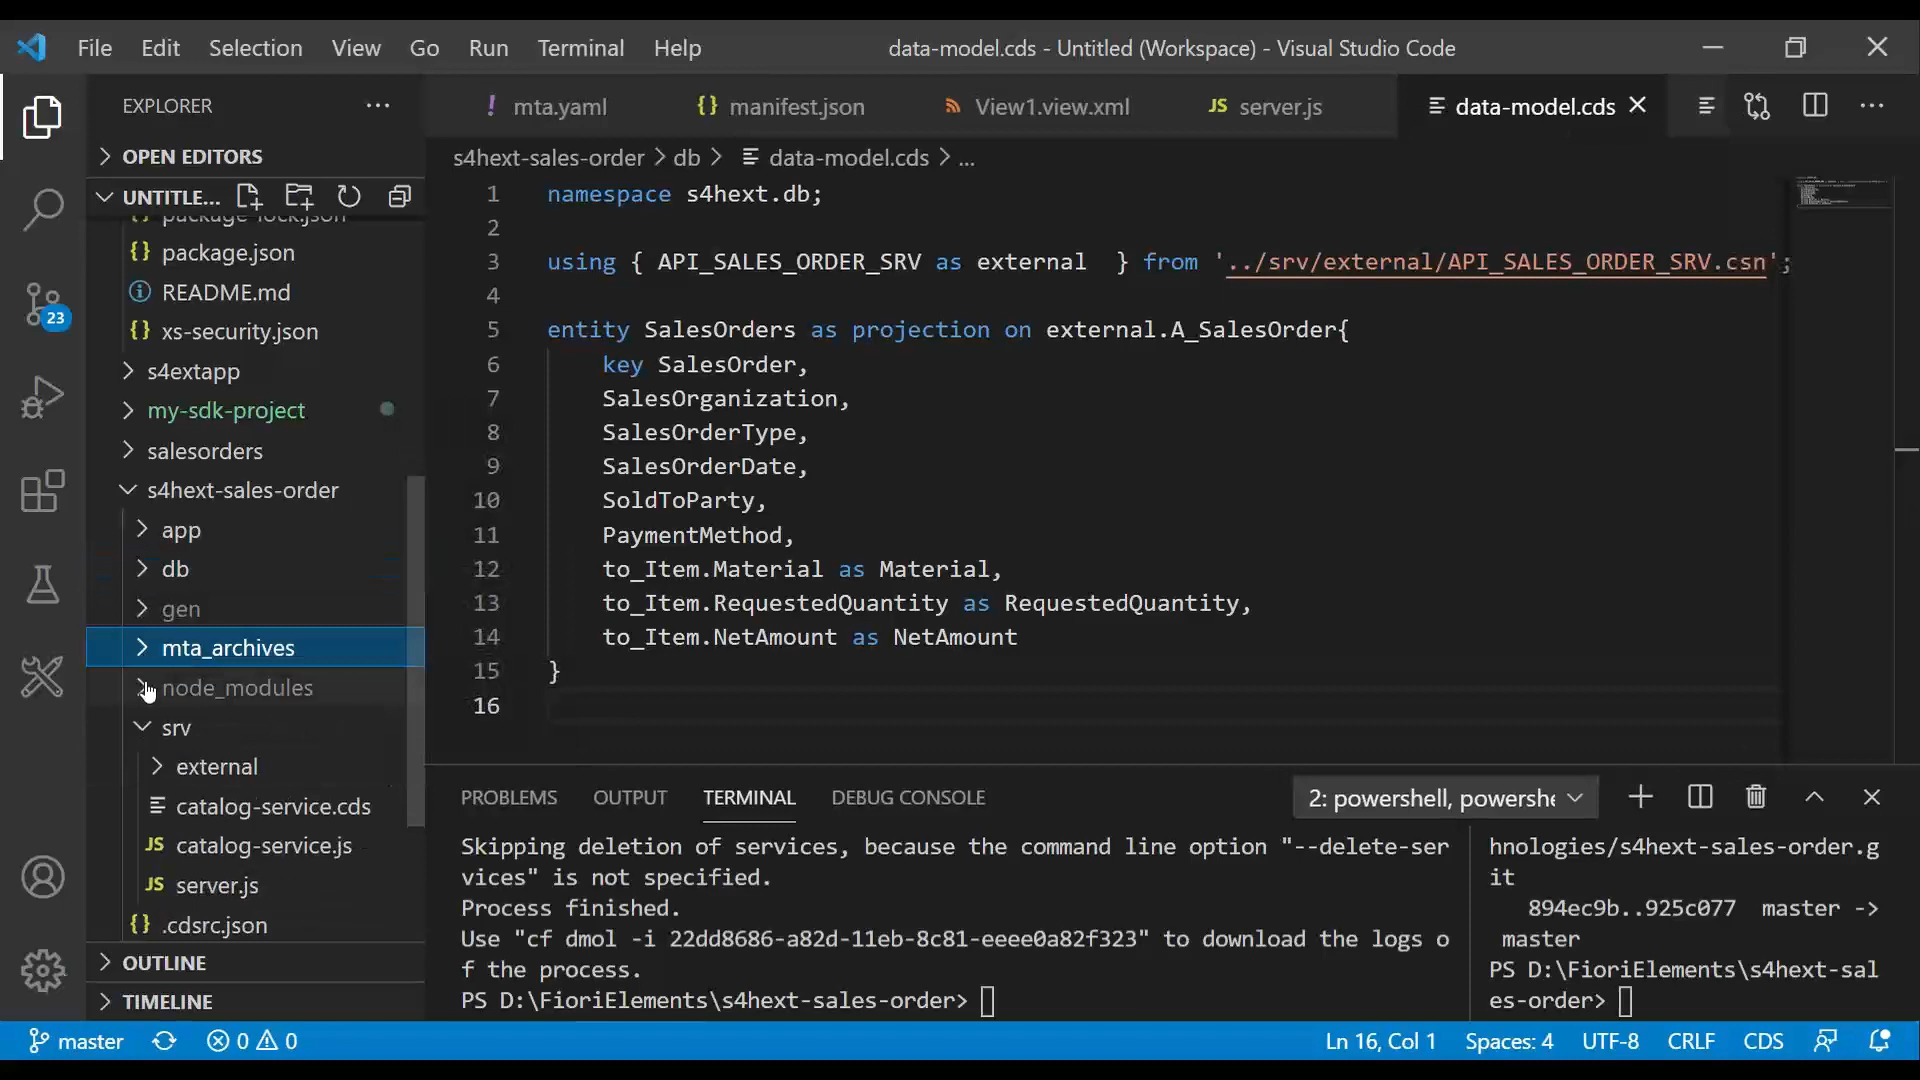 File Edit Selection View Go Run Terminal Help data-model.cds - Untitled (Workspace) - Visual Studio Code
EXPLORER ...
! mta.yaml {} manifest.json View1.view.xml JS server.js data-model.cds ...
OPEN EDITORS
UNTITLE...
s4hext-sales-order > db > data-model.cds > ...
package-lock.json
{} package.json
README.md
{} xs-security.json
s4extapp
my-sdk-project
salesorders
s4hext-sales-order
app
db
gen
mta_archives
node_modules
srv
external
catalog-service.cds
JS catalog-service.js
JS server.js
{} .cdsrc.json
OUTLINE
TIMELINE
23
1 namespace s4hext.db;
2
3 using { API_SALES_ORDER_SRV as external } from '../srv/external/API_SALES_ORDER_SRV.csn';
4
5 entity SalesOrders as projection on external.A_SalesOrder{
6 key SalesOrder,
7 SalesOrganization,
8 SalesOrderType,
9 SalesOrderDate,
10 SoldToParty,
11 PaymentMethod,
12 to_Item.Material as Material,
13 to_Item.RequestedQuantity as RequestedQuantity,
14 to_Item.NetAmount as NetAmount
15 }
16
PROBLEMS OUTPUT TERMINAL DEBUG CONSOLE 2: powershell, powershe
Skipping deletion of services, because the command line option "--delete-ser
vices" is not specified.
Process finished.
Use "cf dmol -i 22dd8686-a82d-11eb-8c81-eeee0a82f323" to download the logs o
f the process.
PS D:\FioriElements\s4hext-sales-order>
hnologies/s4hext-sales-order.g
it
894ec9b..925c077 master ->
master
PS D:\FioriElements\s4hext-sal
es-order>
master 0 0 Ln 16, Col 1 Spaces: 4 UTF-8 CRLF CDS